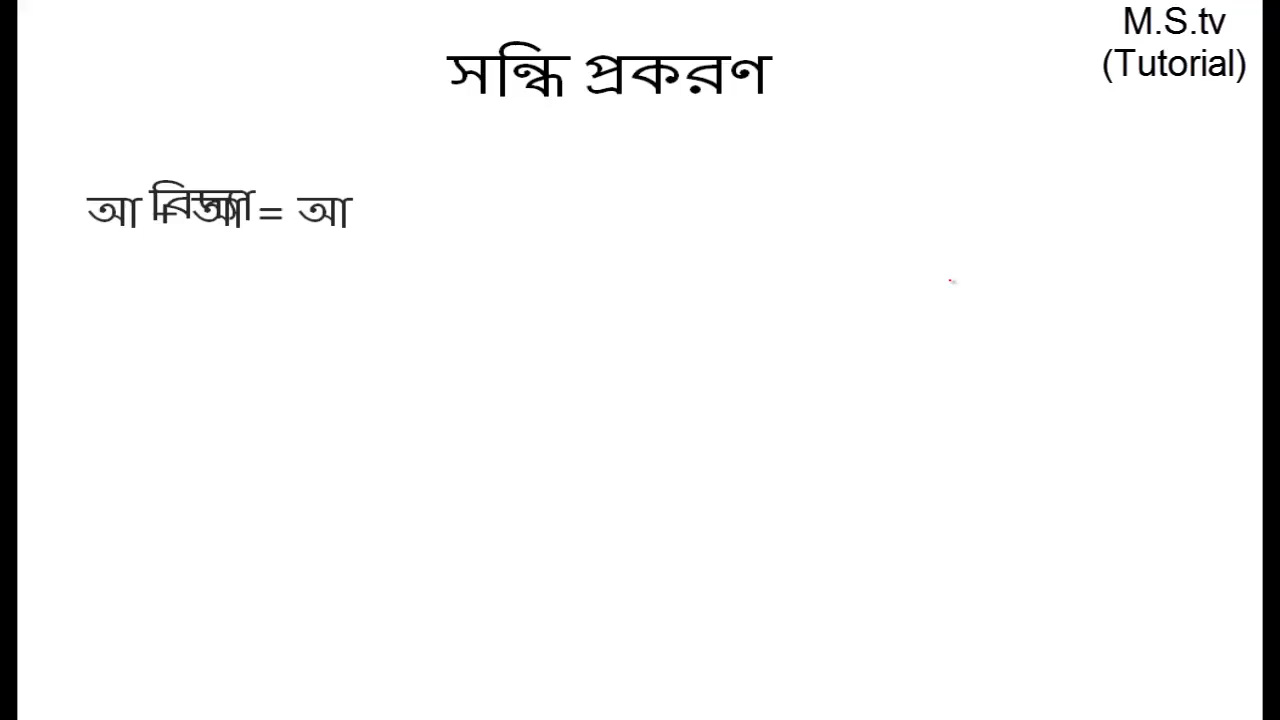 M.S.tv
(Tutorial)
সন্ধি প্রকরণ
আ + আ = আ